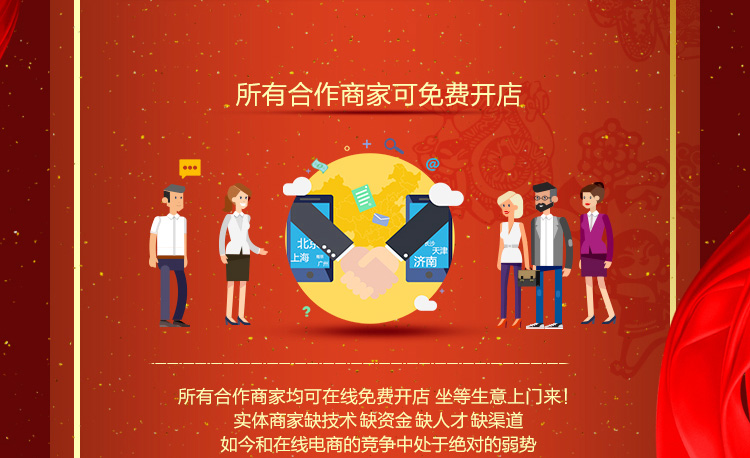 所有合作商家可免费开店
北京
上海
广州
长沙
天津
济南
@
?
所有合作商家均可在线免费开店 坐等生意上门来!
实体商家缺技术 缺资金 缺人才 缺渠道
如今和在线电商的竞争中处于绝对的弱势